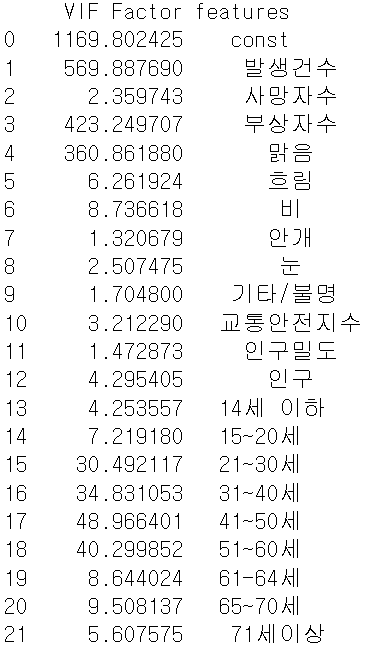 VIF Factor features
0 1169.802425 const
1 569.887690 발생건수
2 2.359743 사망자수
3 423.249707 부상자수
4 360.861880 맑음
5 6.261924 흐림
6 8.736618 비
7 1.320679 안개
8 2.507475 눈
9 1.704800 기타/불명
10 3.212290 교통안전지수
11 1.472873 인구밀도
12 4.295405 인구
13 4.253557 14세 이하
14 7.219180 15~20세
15 30.492117 21~30세
16 34.831053 31~40세
17 48.966401 41~50세
18 40.299852 51~60세
19 8.644024 61-64세
20 9.508137 65~70세
21 5.607575 71세이상